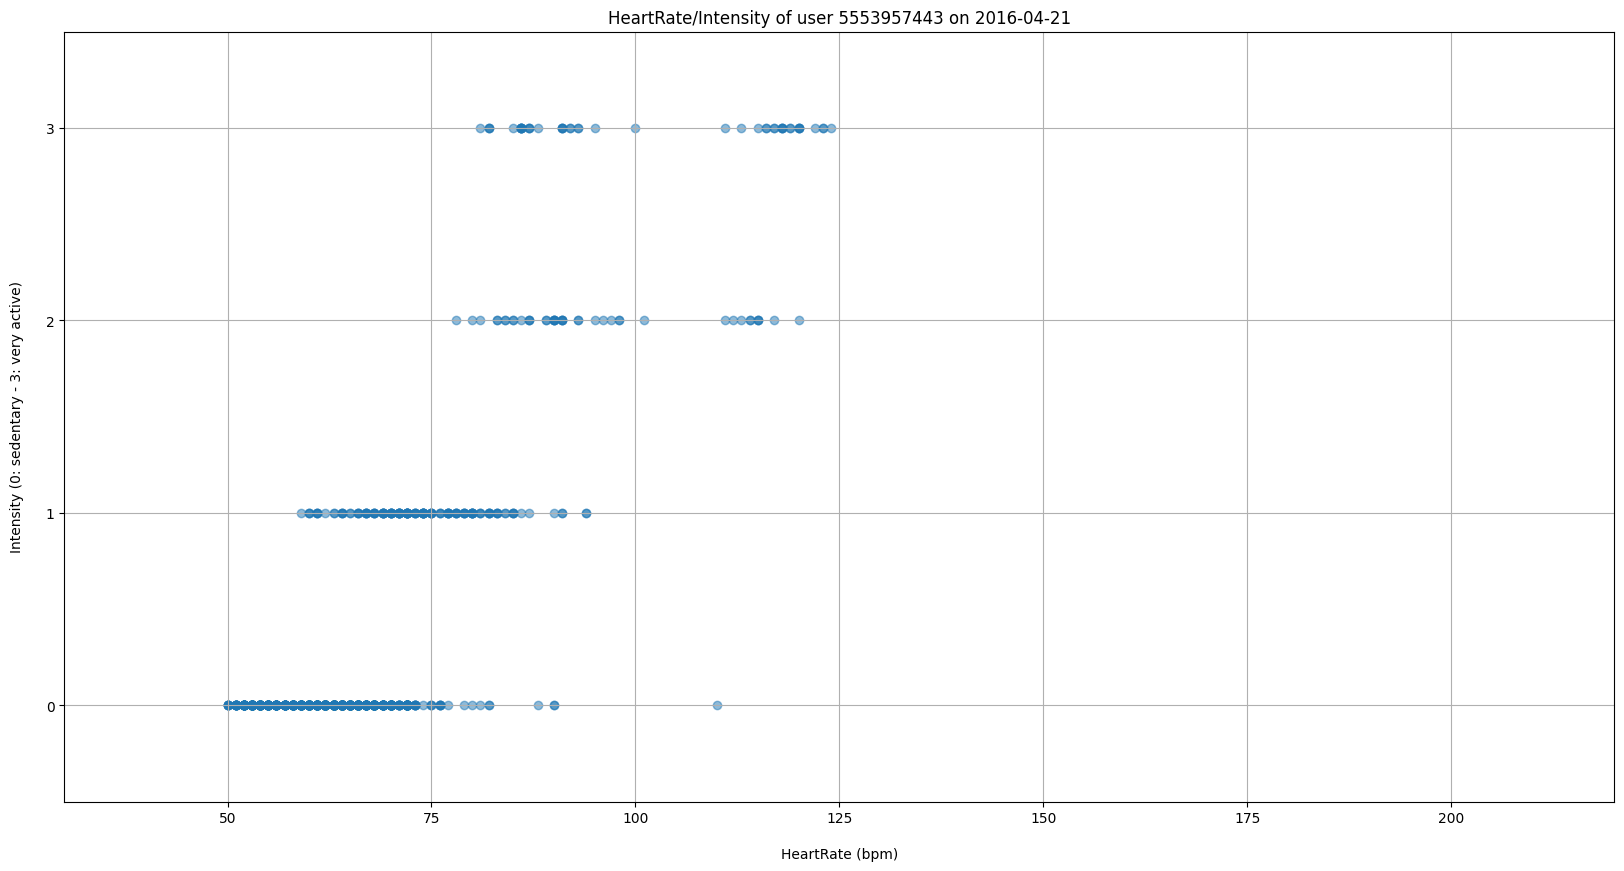 HeartRate/Intensity of user 5553957443 on 2016-04-21
Intensity (0: sedentary - 3: very active)
3
2
1
0
50 75 100 125 150 175 200
HeartRate (bpm)